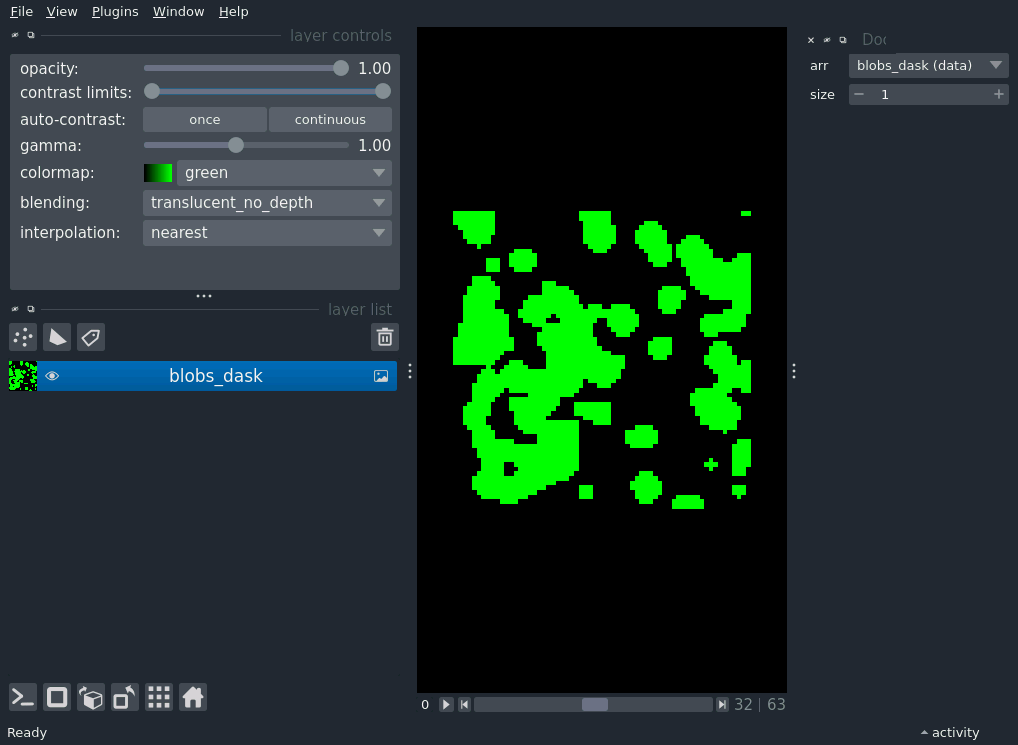 File View Plugins Window Help
layer controls
opacity: 1.00
contrast limits:
auto-contrast: once continuous
gamma: 1.00
colormap: green
blending: translucent_no_depth
interpolation: nearest
layer list
blobs_dask
Ready
0 32 | 63
Doc
arr blobs_dask (data)
size 1
activity